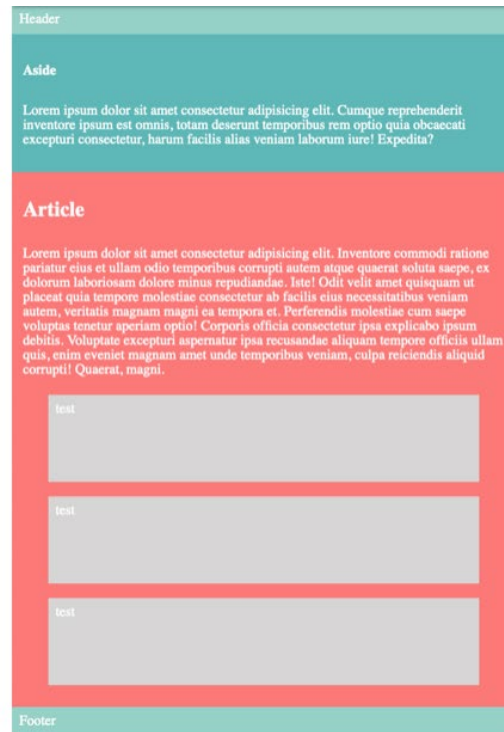 Header
Aside
Lorem ipsum dolor sit amet consectetur adipisicing elit. Cumque reprehenderit
inventore ipsum est omnis, totam deserunt temporibus rem optio quia obcaecati
excepturi consectetur, harum facilis alias veniam laborum iure! Expedita?
Article
Lorem ipsum dolor sit amet consectetur adipisicing elit. Inventore commodi ratione
pariatur eius et ullam odio temporibus corrupti autem atque quaerat soluta saepe, ex
dolorum laboriosam dolore minus repudiandae. Iste! Odit velit amet quisquam ut
placeat quia tempore molestiae consectetur ab facilis eius necessitatibus veniam
autem, veritatis magnam magni ea tempora et. Perferendis molestiae cum saepe
voluptas tenetur aperiam optio! Corporis officia consectetur ipsa explicabo ipsum
debitis. Voluptate excepturi aspernatur ipsa recusandae aliquam tempore officiis ullam
quis, enim eveniet magnam amet unde temporibus veniam, culpa reiciendis aliquid
corrupti! Quaerat, magni.
test
test
test
Footer